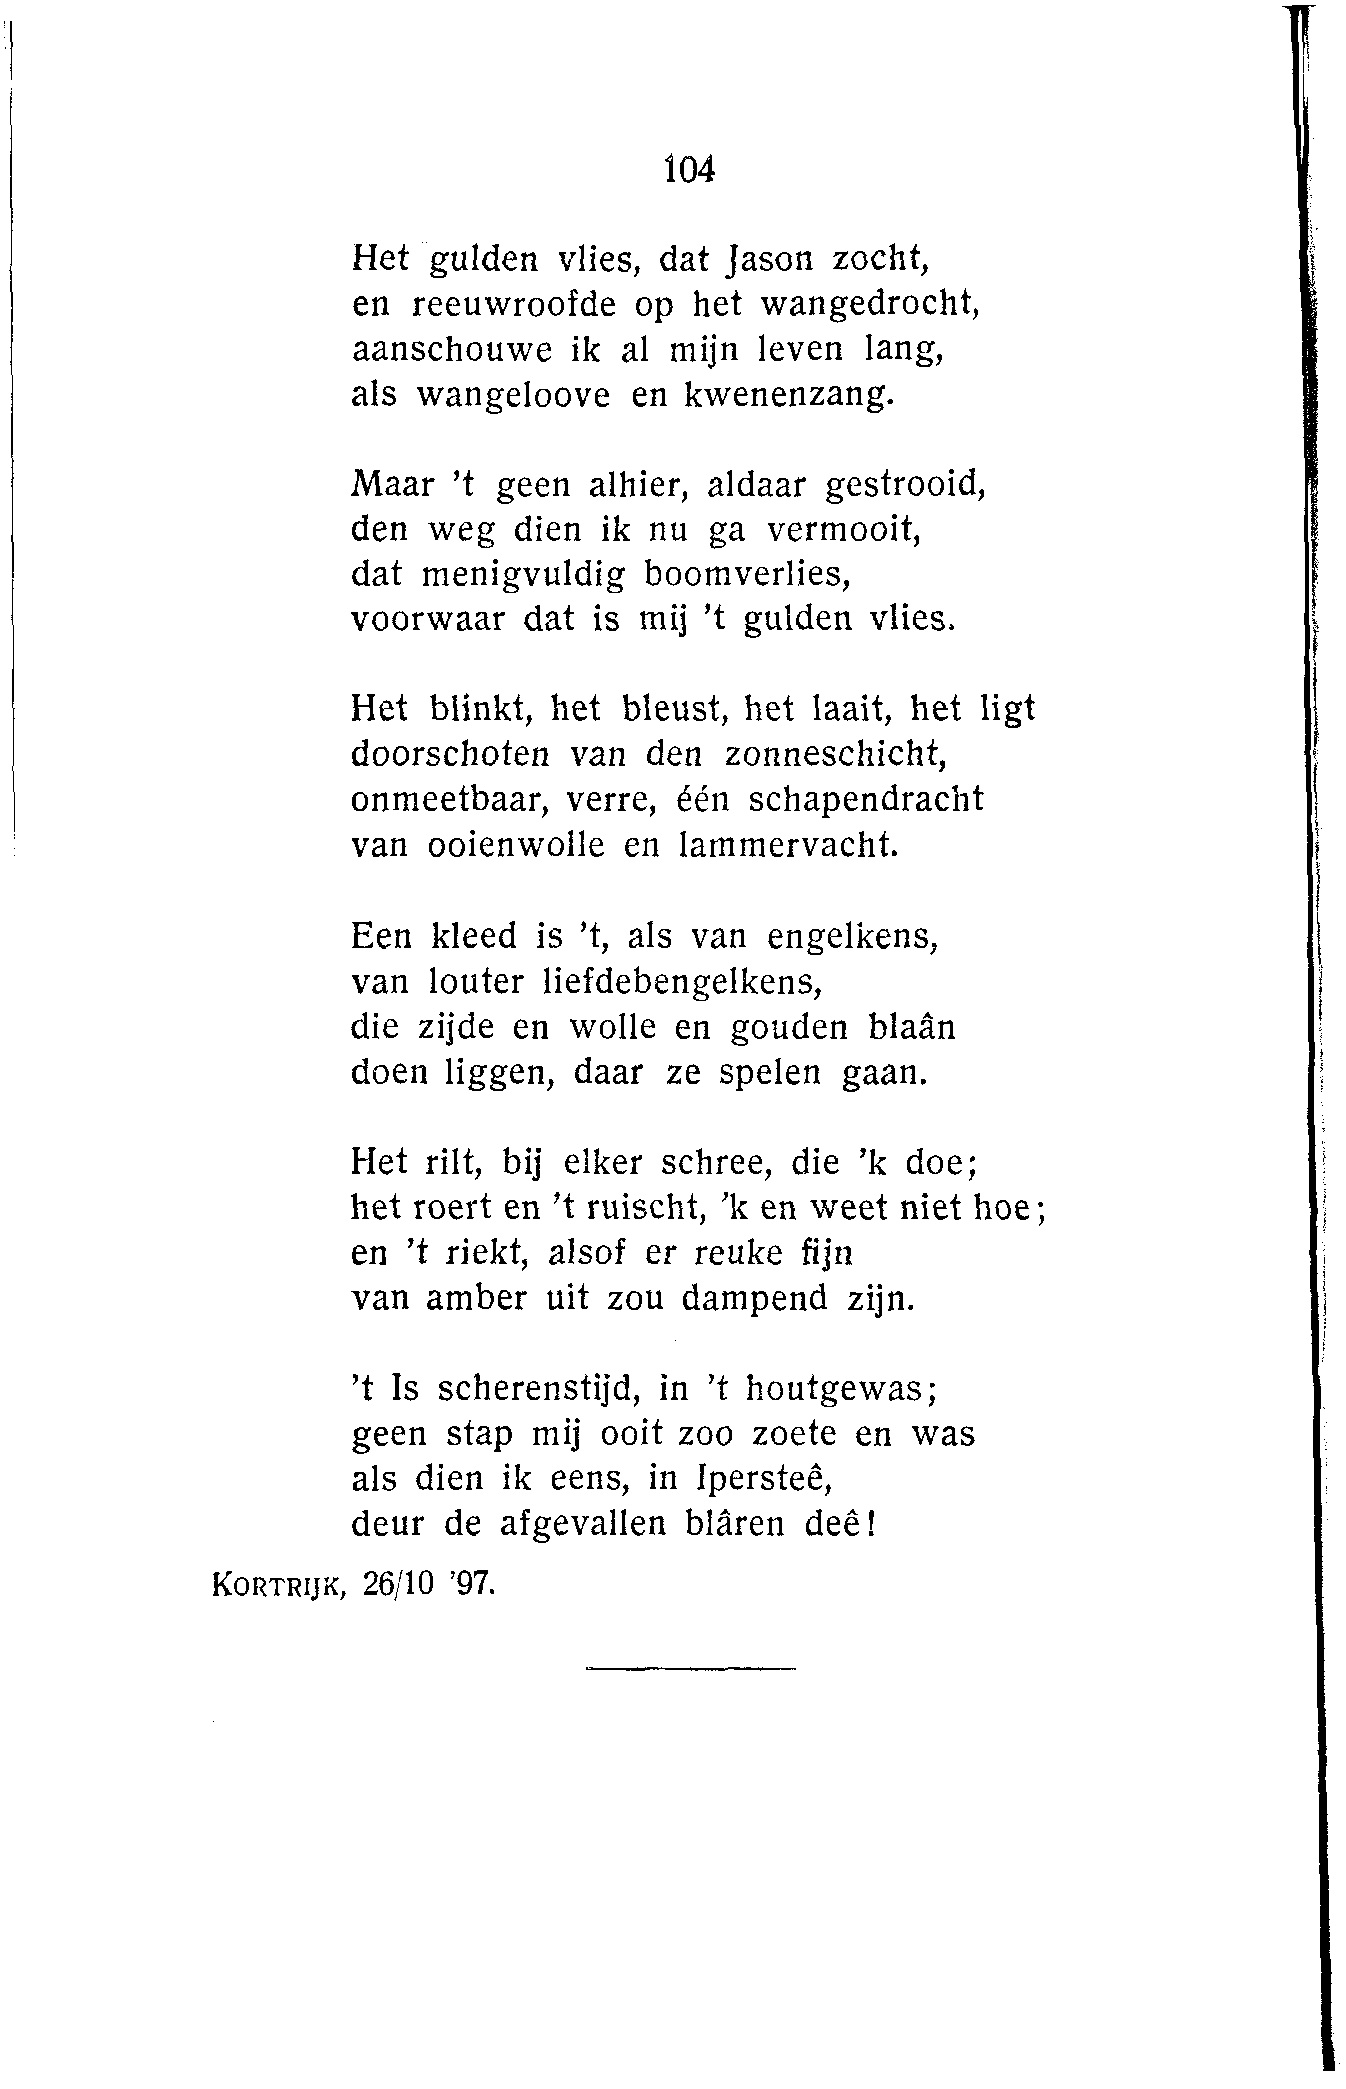 104
Het gulden vlies, dat Jason zocht,
en reeuwroofde op het wangedrocht,
aanschouwe ik al mijn leven lang,
als wangeloove en kwenenzang.
Maar 't geen alhier, aldaar gestrooid,
den weg dien ik nu ga vermooit,
dat menigvuldig boomverlies,
voorwaar dat is mij 't gulden vlies.
Het blinkt, het bleust, het laait, het ligt
doorschoten van den zonneschicht,
onmeetbaar, verre, één schapendracht
van ooienwolle en lammervacht.
Een kleed is 't, als van engelkens,
van louter liefdebengelkens,
die zijde en wolle en gouden blaân
doen liggen, daar ze spelen gaan.
Het rilt, bij elker schree, die 'k doe;
het roert en 't ruischt, 'k en weet niet hoe;
en 't riekt, alsof er reuke fijn
van amber uit zou dampend zijn.
't Is scherenstijd, in 't houtgewas;
geen stap mij ooit zoo zoete en was
als dien ik eens, in Ipersteê,
deur de afgevallen blâren deê!
KORTRIJK, 26/10 '97.